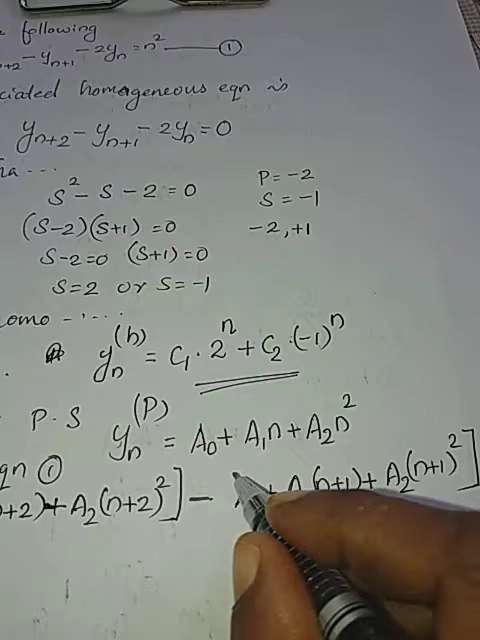 following
yₙ₊₂ - yₙ₊₁ - 2yₙ = n² ——— ①
ciated homogeneous eqn is
yₙ₊₂ - yₙ₊₁ - 2yₙ = 0
S² - S - 2 = 0 P = -2
S = -1
(S-2)(S+1) = 0 -2, +1
S-2=0 (S+1)=0
S=2 or S=-1
omo -....
yₙ⁽ʰ⁾ = C₁·2ⁿ + C₂·(-1)ⁿ
P.S yₙ⁽ᴾ⁾ = A₀ + A₁n + A₂n²
eqn ①
n+2) + A₂(n+2)²] - + A₁(n+1) + A₂(n+1)²]